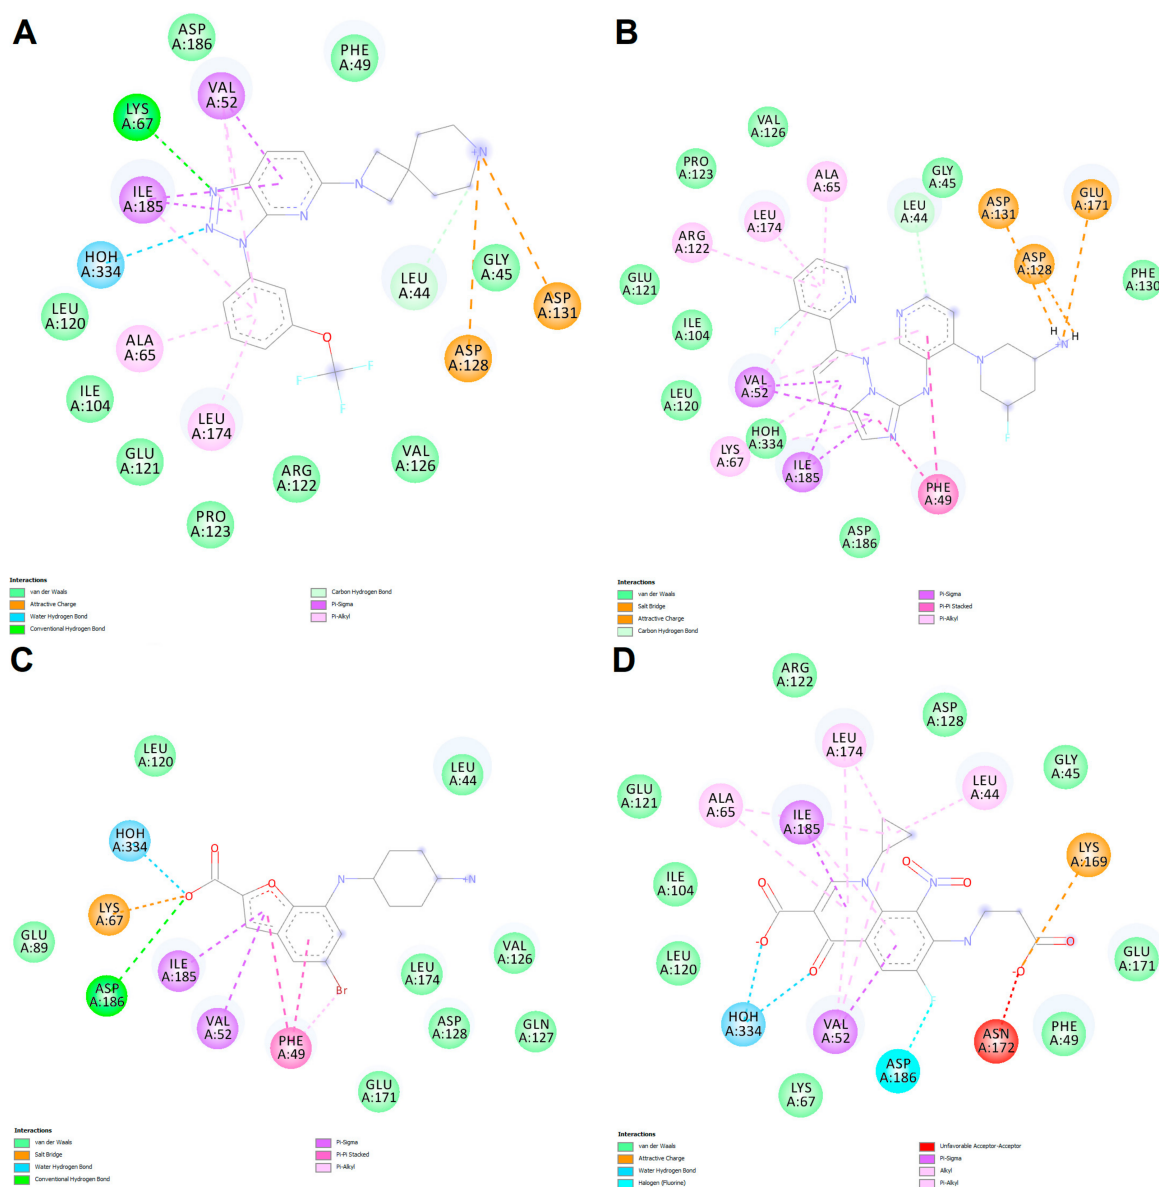 A
ASP
A:186
PHE
A:49
VAL
A:52
LYS
A:67
ILE
A:185
HOH
A:334
LEU
A:120
ALA
A:65
ILE
A:104
GLU
A:121
PRO
A:123
LEU
A:174
ARG
A:122
VAL
A:126
LEU
A:44
GLY
A:45
ASP
A:131
ASP
A:128
+N
N
N
N
N
N
O
F
F
F
Interactions
van der Waals
Attractive Charge
Water Hydrogen Bond
Conventional Hydrogen Bond
Carbon Hydrogen Bond
Pi-Sigma
Pi-Alkyl
B
VAL
A:126
PRO
A:123
ALA
A:65
LEU
A:174
ARG
A:122
GLY
A:45
LEU
A:44
ASP
A:131
GLU
A:171
ASP
A:128
PHE
A:130
GLU
A:121
ILE
A:104
LEU
A:120
VAL
A:52
HOH
A:334
LYS
A:67
ILE
A:185
PHE
A:49
ASP
A:186
N
F
N
N
N
N
N
N
H
+N
H
F
Interactions
van der Waals
Salt Bridge
Attractive Charge
Carbon Hydrogen Bond
Pi-Sigma
Pi-Pi Stacked
Pi-Alkyl
C
LEU
A:120
LEU
A:44
HOH
A:334
LYS
A:67
GLU
A:89
ASP
A:186
ILE
A:185
VAL
A:52
PHE
A:49
LEU
A:174
VAL
A:126
ASP
A:128
GLN
A:127
GLU
A:171
O
O
O
N
+N
Br
Interactions
van der Waals
Salt Bridge
Water Hydrogen Bond
Conventional Hydrogen Bond
Pi-Sigma
Pi-Pi Stacked
Pi-Alkyl
D
ARG
A:122
ASP
A:128
LEU
A:174
GLY
A:45
LEU
A:44
GLU
A:121
ALA
A:65
ILE
A:185
LYS
A:169
ILE
A:104
LEU
A:120
GLU
A:171
HOH
A:334
VAL
A:52
ASP
A:186
ASN
A:172
PHE
A:49
LYS
A:67
O
O-
O
N
O
N+
O
N
O
O-
F
Interactions
van der Waals
Attractive Charge
Water Hydrogen Bond
Halogen (Fluorine)
Unfavorable Acceptor-Acceptor
Pi-Sigma
Alkyl
Pi-Alkyl